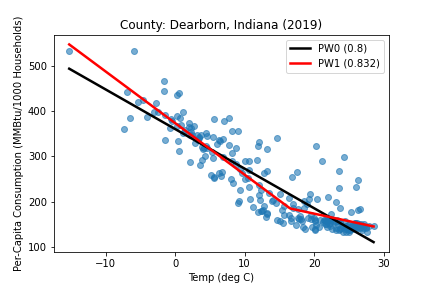 County: Dearborn, Indiana (2019)
PW0 (0.8)
PW1 (0.832)
Per-Capita Consumption (MMBtu/1000 Households)
500
400
300
200
100
−10 0 10 20 30
Temp (deg C)